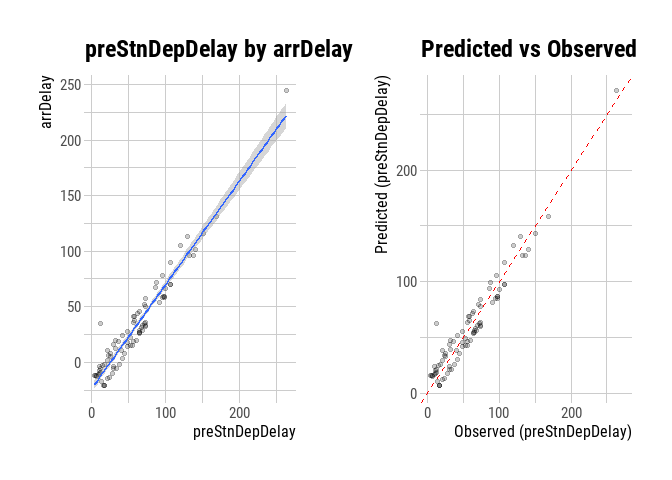 preStnDepDelay by arrDelay
arrDelay
250
200
150
100
50
0
0
100
200
preStnDepDelay
Predicted vs Observed
Predicted (preStnDepDelay)
200
100
0
0
100
200
Observed (preStnDepDelay)